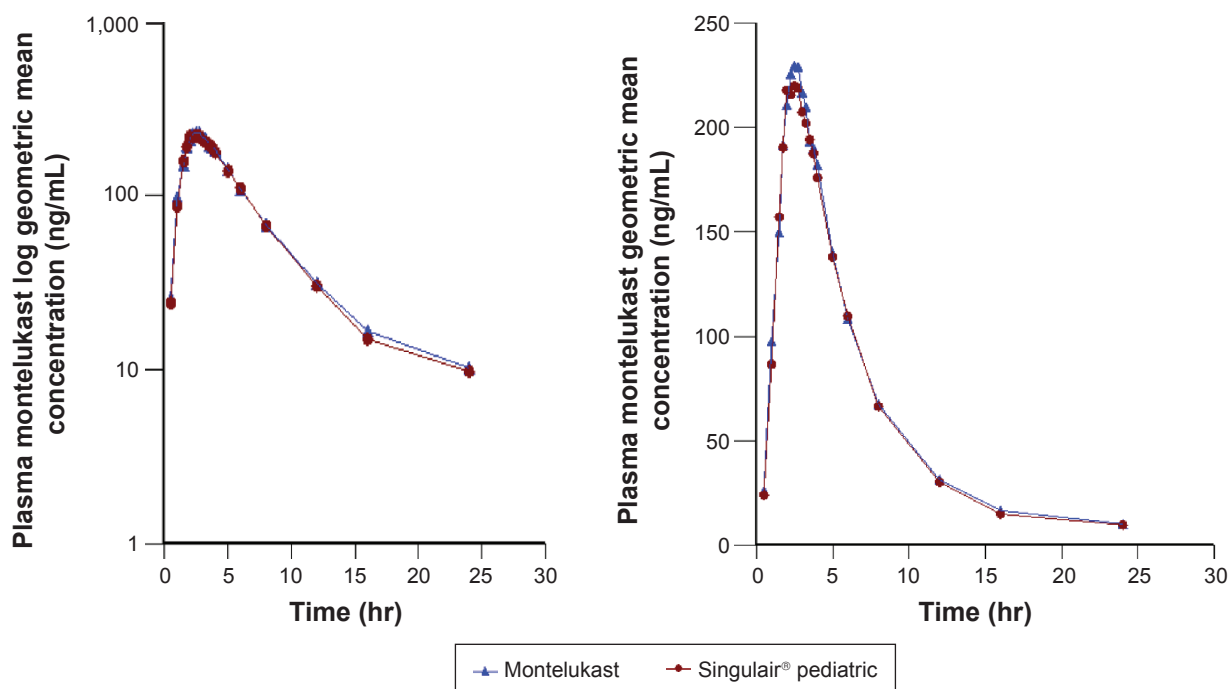 Plasma montelukast log geometric mean
concentration (ng/mL)
1,000
100
10
1
0 5 10 15 20 25 30
Time (hr)
Plasma montelukast geometric mean
concentration (ng/mL)
250
200
150
100
50
0
0 5 10 15 20 25 30
Time (hr)
Montelukast Singulair® pediatric